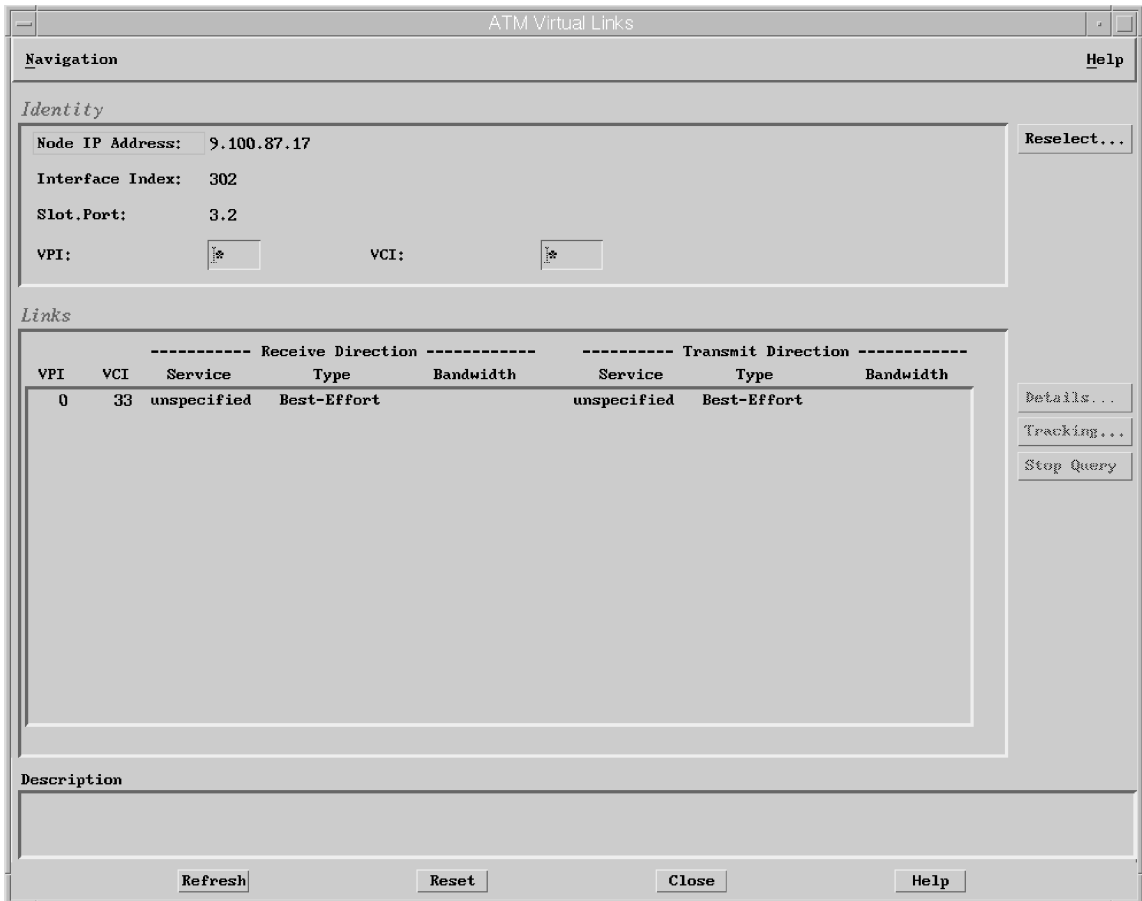 ATM Virtual Links
Navigation Help
Identity
Node IP Address: 9.100.87.17
Reselect...
Interface Index: 302
Slot.Port: 3.2
VPI: * VCI: *
Links
----------- Receive Direction ------------ ---------- Transmit Direction ------------
VPI VCI Service Type Bandwidth Service Type Bandwidth
0 33 unspecified Best-Effort unspecified Best-Effort
Details...
Tracking...
Stop Query
Description
Refresh Reset Close Help